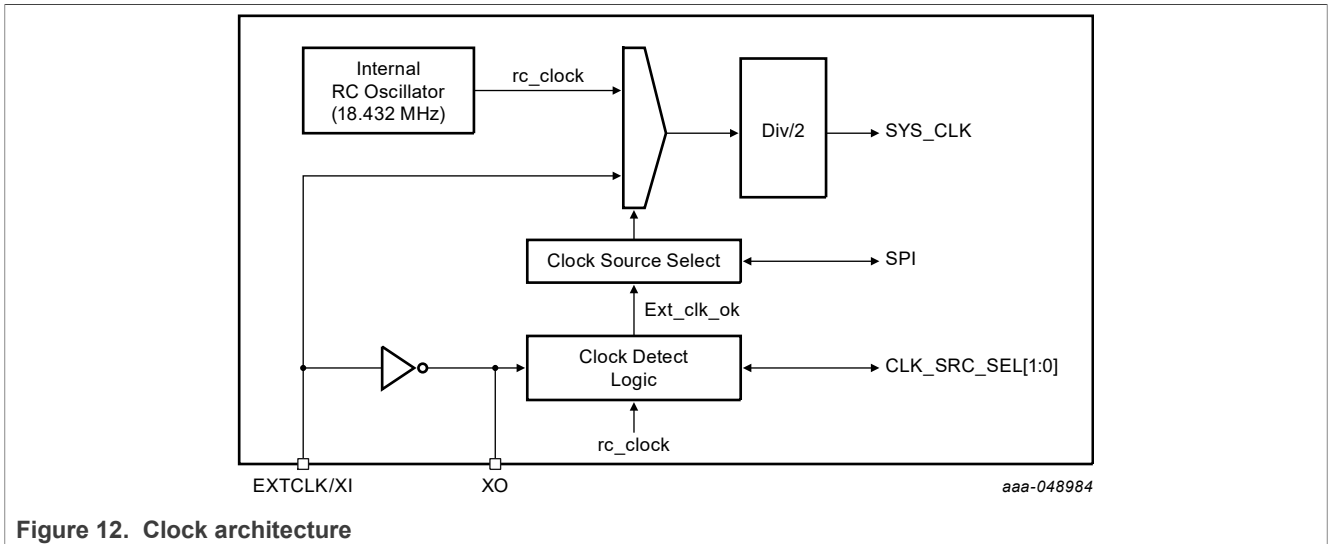 Internal
RC Oscillator
(18.432 MHz)
rc_clock
Div/2
SYS_CLK
Clock Source Select
SPI
Ext_clk_ok
Clock Detect
Logic
CLK_SRC_SEL[1:0]
rc_clock
EXTCLK/XI
XO
aaa-048984
Figure 12. Clock architecture